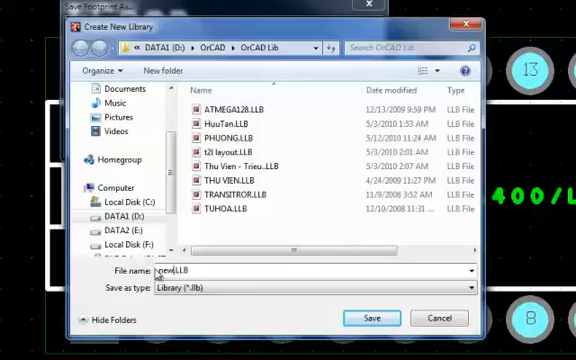 Save Footprint As...
Create New Library
DATA1 (D:) ▸ OrCAD ▸ OrCAD Lib
Search OrCAD Lib
Organize
New folder
Name
Date modified
Type
Documents
Music
Pictures
Videos
Homegroup
Computer
Local Disk (C:)
DATA1 (D:)
DATA2 (E:)
Local Disk (F:)
ATMEGA128.LLB 12/13/2009 9:59 PM LLB File
HuuTan.LLB 5/3/2010 1:53 AM LLB File
PHUONG.LLB 5/12/2010 11:24 PM LLB File
t2l layout.LLB 5/3/2010 2:01 AM LLB File
Thu Vien - Trieu...LLB 5/3/2010 2:07 AM LLB File
THU VIEN.LLB 4/24/2009 11:27 PM LLB File
TRANSITROR.LLB 11/9/2008 3:52 AM LLB File
TUHOA.LLB 12/10/2008 11:31 LLB File
File name: new.LLB
Save as type: Library (*.llb)
Hide Folders
Save
Cancel
13
400/L
8